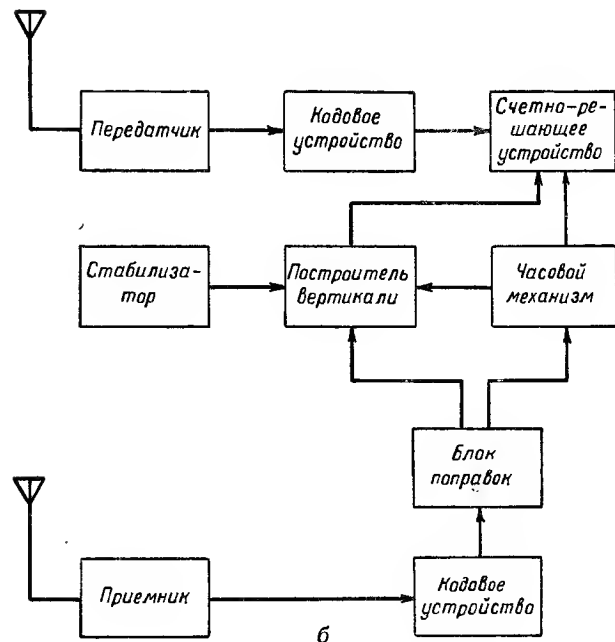 Передатчик
Кодовое
устройство
Счетно-ре-
шающее
устройство
Стабилиза-
тор
Построитель
вертикали
Часовой
механизм
Блок
поправок
Приемник
Кодовое
устройство
б